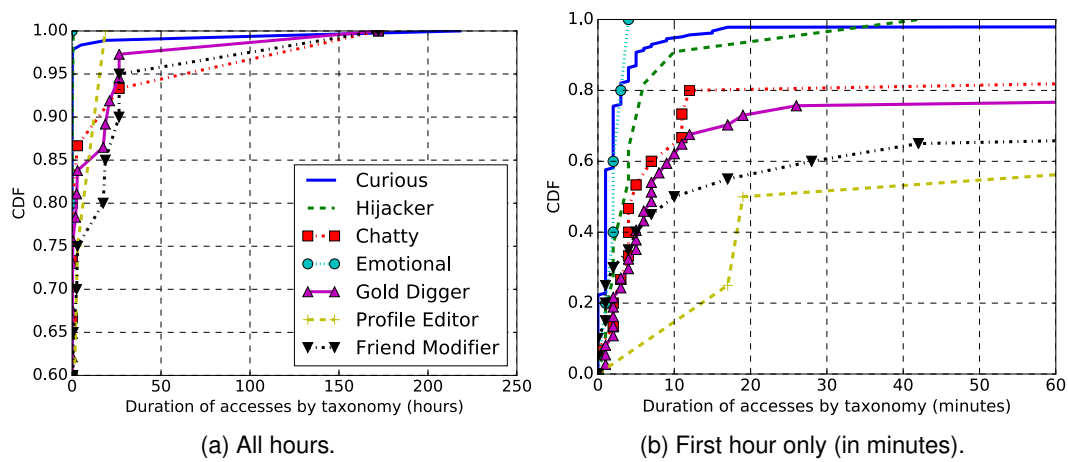 1.00
0.95
0.90
0.85
0.80
0.75
0.70
0.65
0.60
CDF
0 50 100 150 200 250
Duration of accesses by taxonomy (hours)
Curious
Hijacker
Chatty
Emotional
Gold Digger
Profile Editor
Friend Modifier
(a) All hours.
1.0
0.8
0.6
0.4
0.2
0.0
CDF
0 10 20 30 40 50 60
Duration of accesses by taxonomy (minutes)
(b) First hour only (in minutes).